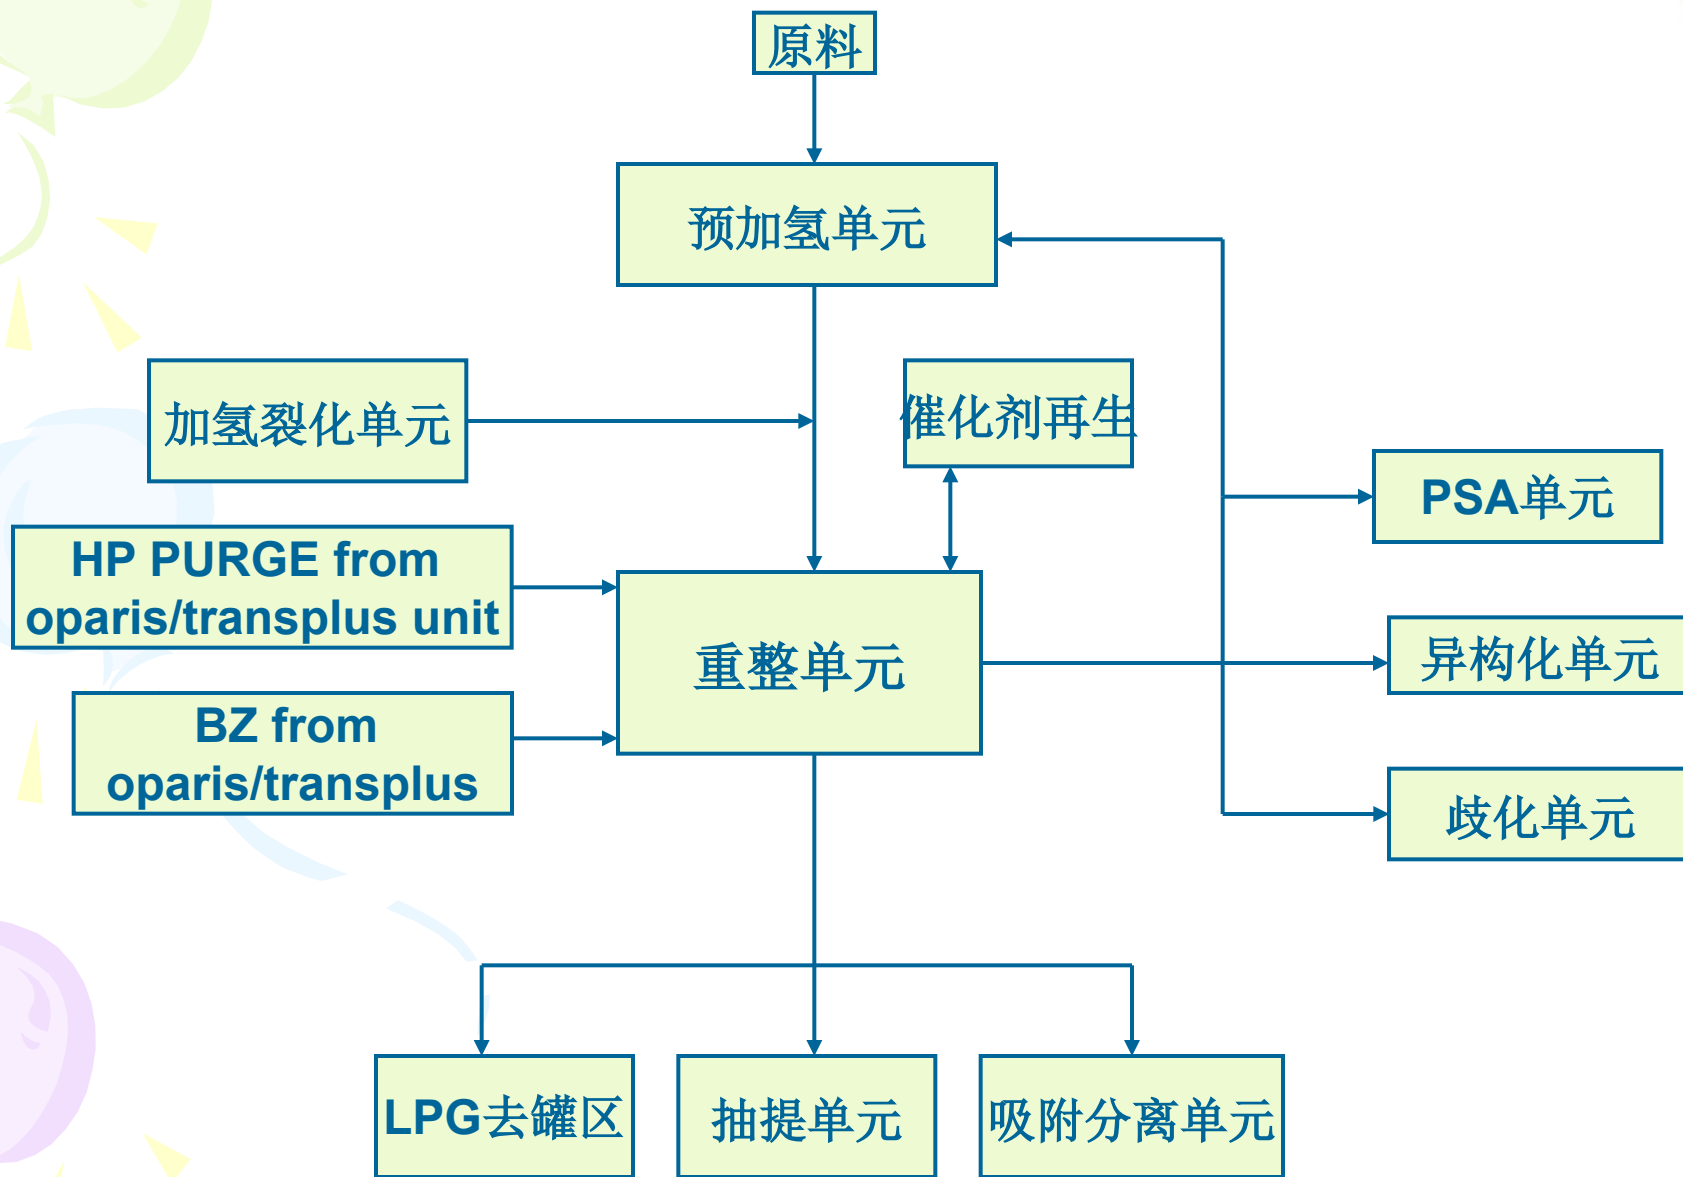 原料
预加氢单元
加氢裂化单元
催化剂再生
PSA单元
HP PURGE from
oparis/transplus unit
重整单元
异构化单元
BZ from
oparis/transplus
歧化单元
LPG去罐区
抽提单元
吸附分离单元